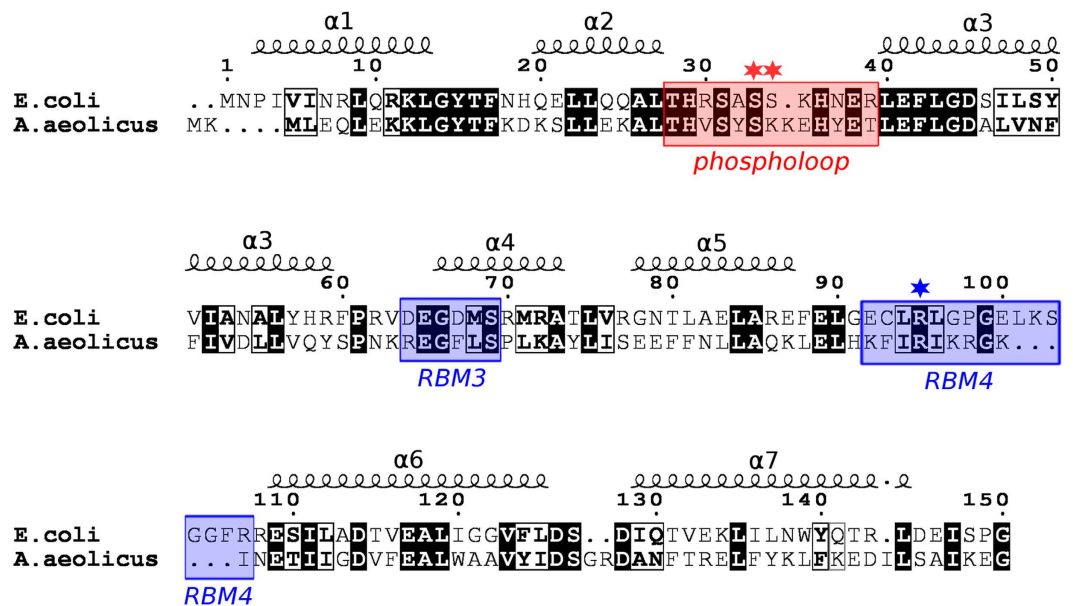 α1 α2 α3
1 10 20 30 40 50
E.coli ..MNPIVINRLQRKLGYTFNHQELLQQALTHRSASS.KHNERLEFLGDSILSY
A.aeolicus MK....MLEQLEKKLGYTFKDKSLLEKALTHVSYSKKEHYETLEFLGDALVNF
phospholoop
α3 α4 α5
60 70 80 90 100
E.coli VIANALYHRFPRVDEGDMSRMRATLVRGNTLAELAREFELGECLRLGPGELKS
A.aeolicus FIVDLLVQYSPNKREGFLSPLKAYLISEEFFNLLAQKLELHKFIRIKRGK...
RBM3 RBM4
α6 α7
110 120 130 140 150
E.coli GGFRRESILADTVEALIGGVFLDS..DIQTVEKLILNWYQTR.LDEISPG
A.aeolicus ...INETIIGDVFEALWAAVYIDSGRDANFTRELFYKLFKEDILSAIKEG
RBM4